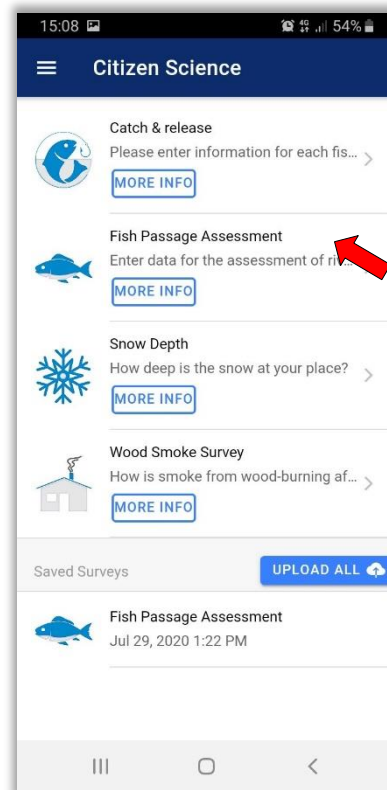 15:08 4G 54%
Citizen Science
Catch & release
Please enter information for each fis...
MORE INFO
Fish Passage Assessment
Enter data for the assessment of riv...
MORE INFO
Snow Depth
How deep is the snow at your place?
MORE INFO
Wood Smoke Survey
How is smoke from wood-burning af...
MORE INFO
Saved Surveys UPLOAD ALL
Fish Passage Assessment
Jul 29, 2020 1:22 PM